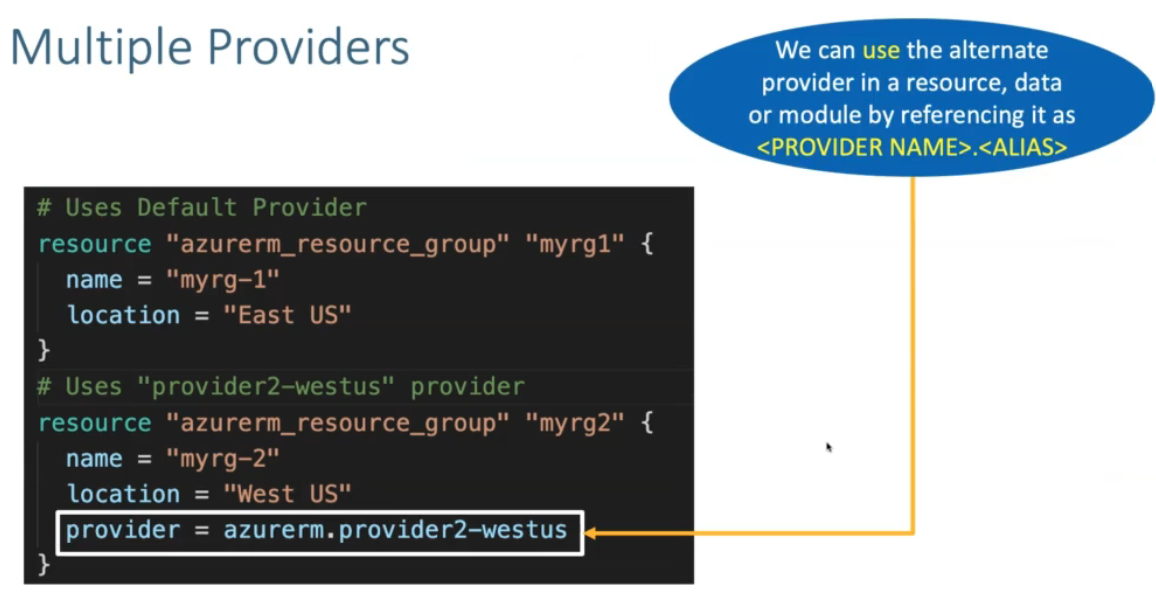 Multiple Providers
We can use the alternate
provider in a resource, data
or module by referencing it as
<PROVIDER NAME>.<ALIAS>
# Uses Default Provider
resource "azurerm_resource_group" "myrg1" {
name = "myrg-1"
location = "East US"
}
# Uses "provider2-westus" provider
resource "azurerm_resource_group" "myrg2" {
name = "myrg-2"
location = "West US"
provider = azurerm.provider2-westus
}